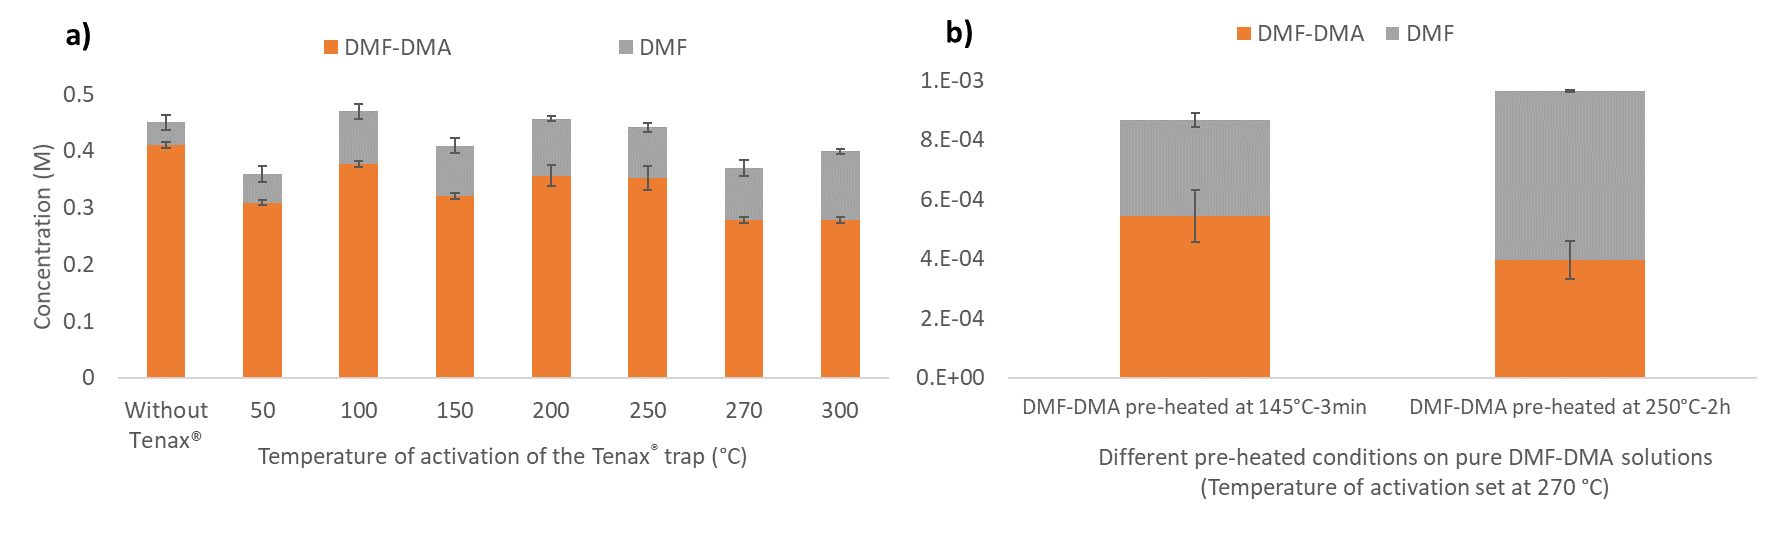 a)
DMF-DMA DMF
0.5
0.4
0.3
0.2
0.1
0
Concentration (M)
Without Tenax® 50 100 150 200 250 270 300
Temperature of activation of the Tenax® trap (°C)
b)
DMF-DMA DMF
1.E-03
8.E-04
6.E-04
4.E-04
2.E-04
0.E+00
DMF-DMA pre-heated at 145°C-3min DMF-DMA pre-heated at 250°C-2h
Different pre-heated conditions on pure DMF-DMA solutions
(Temperature of activation set at 270 °C)